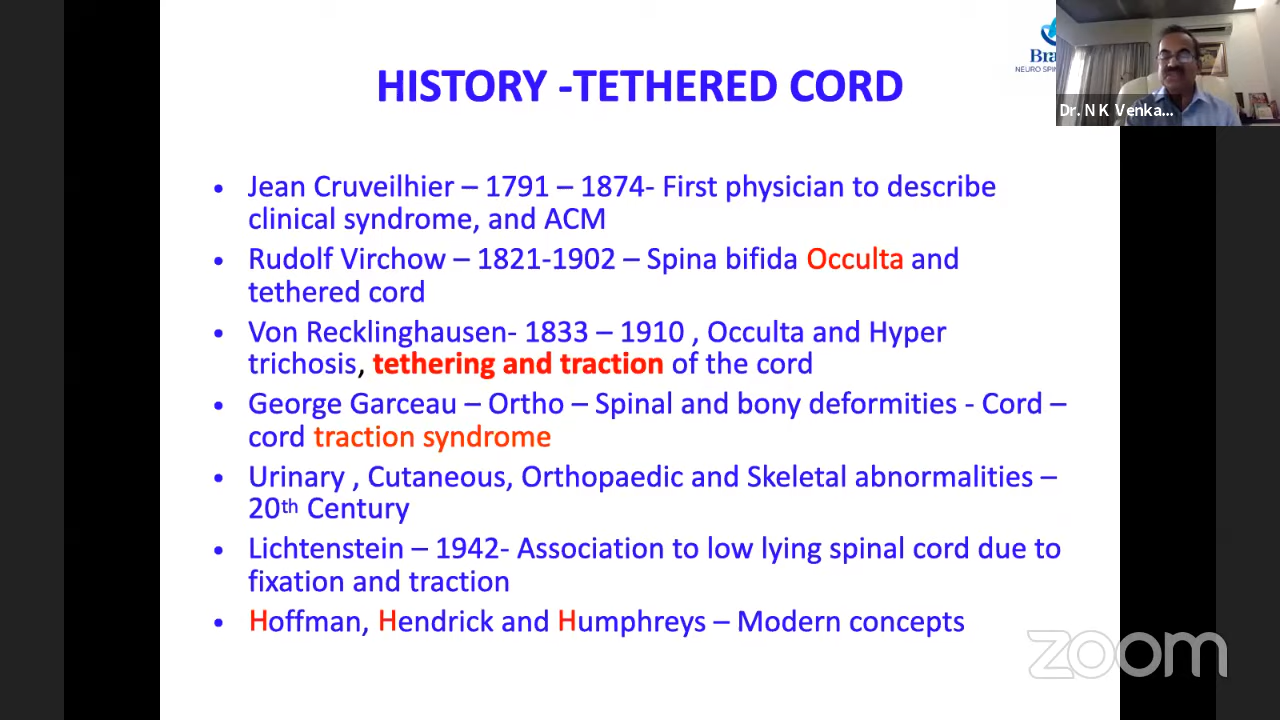 HISTORY -TETHERED CORD
Bra
NEURO SPIN
Dr. N K Venka...
• Jean Cruveilhier – 1791 – 1874- First physician to describe
clinical syndrome, and ACM
• Rudolf Virchow – 1821-1902 – Spina bifida Occulta and
tethered cord
• Von Recklinghausen- 1833 – 1910 , Occulta and Hyper
trichosis, tethering and traction of the cord
• George Garceau – Ortho – Spinal and bony deformities - Cord –
cord traction syndrome
• Urinary , Cutaneous, Orthopaedic and Skeletal abnormalities –
20th Century
• Lichtenstein – 1942- Association to low lying spinal cord due to
fixation and traction
• Hoffman, Hendrick and Humphreys – Modern concepts
zoom